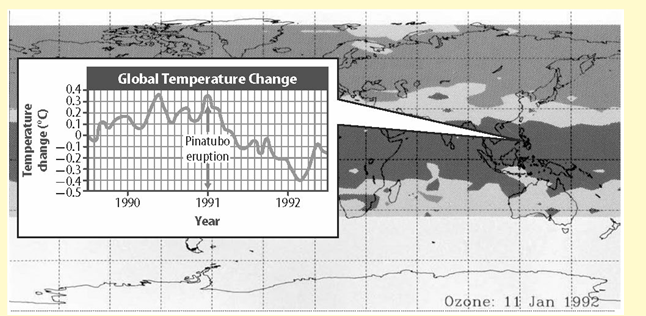 Global Temperature Change
Temperature
change (°C)
0.4
0.3
0.2
0.1
0
−0.1
−0.2
−0.3
−0.4
−0.5
Pinatubo
eruption
1990 1991 1992
Year
Ozone: 11 Jan 1992